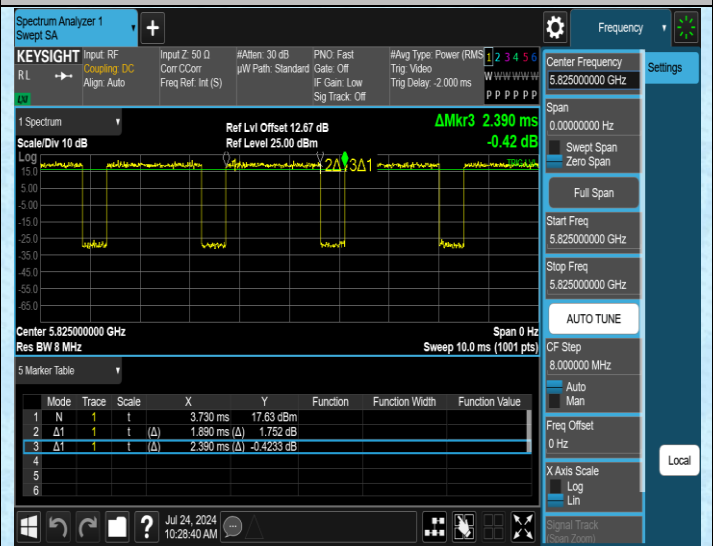 Spectrum Analyzer 1
Swept SA
+
Frequency
KEYSIGHT
RL
LXI
Input: RF
Coupling: DC
Align: Auto
Input Z: 50 Ω
Corr CCorr
Freq Ref: Int (S)
#Atten: 30 dB
µW Path: Standard
PNO: Fast
Gate: Off
IF Gain: Low
Sig Track: Off
#Avg Type: Power (RMS
Trig: Video
Trig Delay: -2.000 ms
1 2 3 4 5 6
W W W W W W
P P P P P P
1 Spectrum
Scale/Div 10 dB
Ref Lvl Offset 12.67 dB
Ref Level 25.00 dBm
ΔMkr3 2.390 ms
-0.42 dB
Log
15.0
5.00
-5.00
-15.0
-25.0
-35.0
-45.0
-55.0
-65.0
1
2Δ
3Δ1
TRIG LVL
Center 5.825000000 GHz
Res BW 8 MHz
Span 0 Hz
Sweep 10.0 ms (1001 pts)
5 Marker Table
Mode Trace Scale X Y Function Function Width Function Value
1 N 1 t 3.730 ms 17.63 dBm
2 Δ1 1 t (Δ) 1.890 ms (Δ) 1.752 dB
3 Δ1 1 t (Δ) 2.390 ms (Δ) -0.4233 dB
4
5
6
?
Jul 24, 2024
10:28:40 AM
Center Frequency
5.825000000 GHz
Span
0.00000000 Hz
Swept Span
Zero Span
Full Span
Start Freq
5.825000000 GHz
Stop Freq
5.825000000 GHz
AUTO TUNE
CF Step
8.000000 MHz
Auto
Man
Freq Offset
0 Hz
X Axis Scale
Log
Lin
Signal Track
(Span Zoom)
Settings
Local